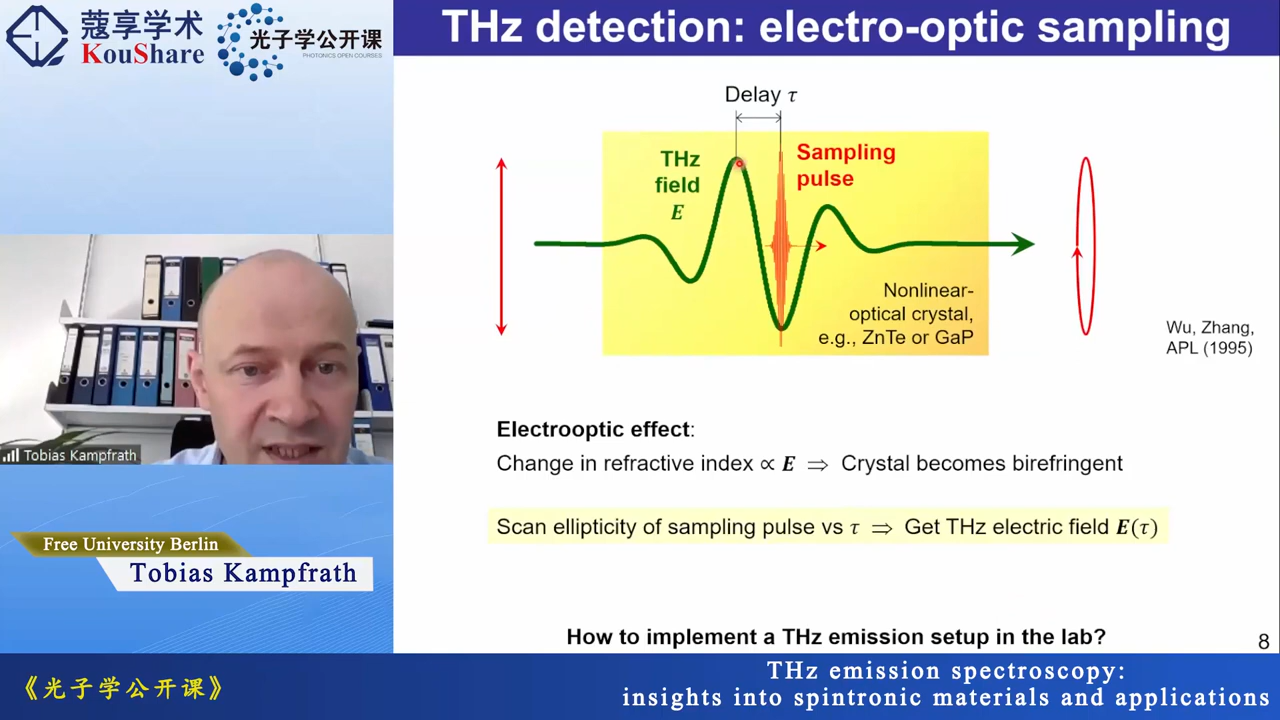 蔻享学术
KouShare
光子学公开课
PHOTONICS OPEN COURSES
THz detection: electro-optic sampling
Delay τ
THz
field
E
Sampling
pulse
Nonlinear-
optical crystal,
e.g., ZnTe or GaP
Wu, Zhang,
APL (1995)
Electrooptic effect:
Change in refractive index ∝ E ⇒ Crystal becomes birefringent
Scan ellipticity of sampling pulse vs τ ⇒ Get THz electric field E(τ)
How to implement a THz emission setup in the lab?
8
Tobias Kampfrath
Free University Berlin
Tobias Kampfrath
《光子学公开课》
THz emission spectroscopy:
insights into spintronic materials and applications